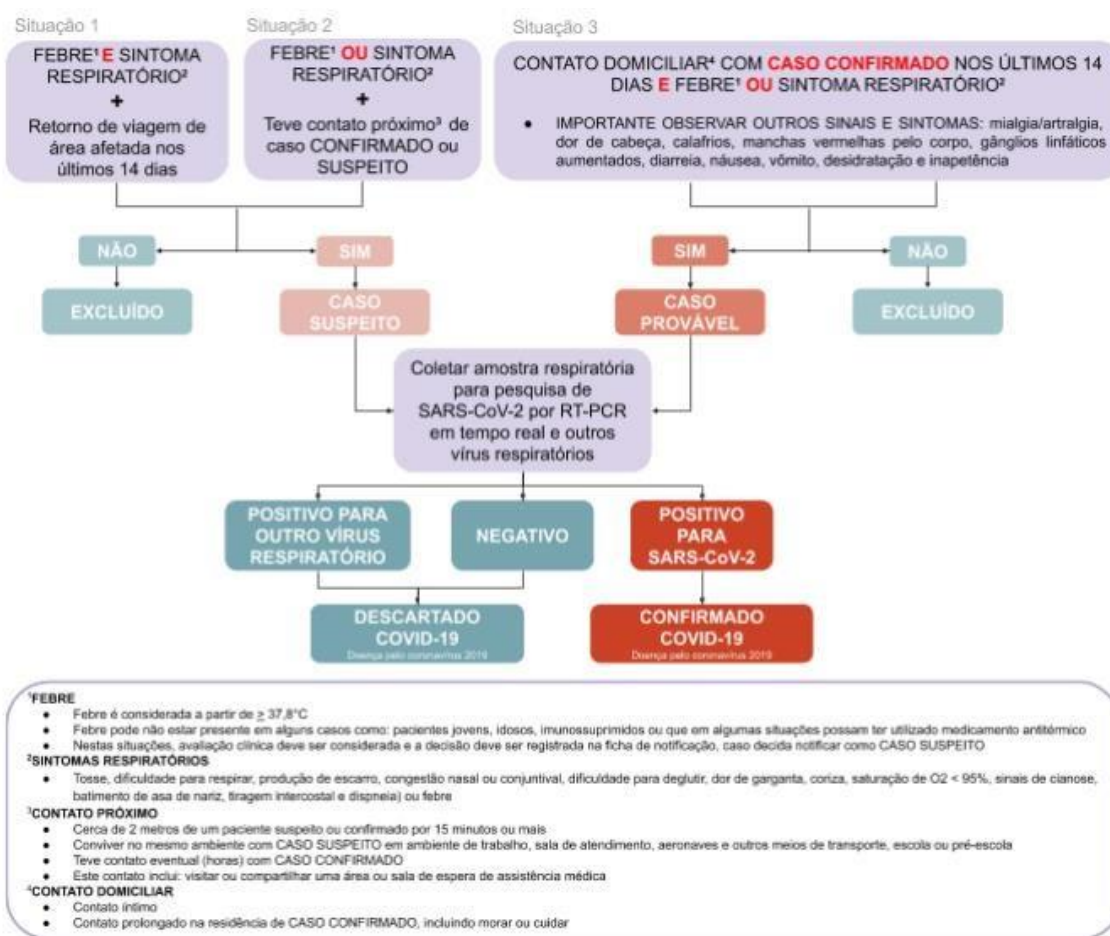 Situação 1
FEBRE¹ E SINTOMA
RESPIRATÓRIO²
+
Retorno de viagem de
área afetada nos
últimos 14 dias
Situação 2
FEBRE¹ OU SINTOMA
RESPIRATÓRIO²
+
Teve contato próximo³ de
caso CONFIRMADO ou
SUSPEITO
Situação 3
CONTATO DOMICILIAR⁴ COM CASO CONFIRMADO NOS ÚLTIMOS 14
DIAS E FEBRE¹ OU SINTOMA RESPIRATÓRIO²
● IMPORTANTE OBSERVAR OUTROS SINAIS E SINTOMAS: mialgia/artralgia,
dor de cabeça, calafrios, manchas vermelhas pelo corpo, gânglios linfáticos
aumentados, diarreia, náusea, vômito, desidratação e inapetência
NÃO
SIM
SIM
NÃO
EXCLUÍDO
CASO
SUSPEITO
CASO
PROVÁVEL
EXCLUÍDO
Coletar amostra respiratória
para pesquisa de
SARS-CoV-2 por RT-PCR
em tempo real e outros
vírus respiratórios
POSITIVO PARA
OUTRO VÍRUS
RESPIRATÓRIO
NEGATIVO
POSITIVO
PARA
SARS-CoV-2
DESCARTADO
COVID-19
Doença pelo coronavírus 2019
CONFIRMADO
COVID-19
Doença pelo coronavírus 2019
¹FEBRE
● Febre é considerada a partir de ≥ 37,8°C
● Febre pode não estar presente em alguns casos como: pacientes jovens, idosos, imunossuprimidos ou que em algumas situações possam ter utilizado medicamento antitérmico
● Nestas situações, avaliação clínica deve ser considerada e a decisão deve ser registrada na ficha de notificação, caso decida notificar como CASO SUSPEITO
²SINTOMAS RESPIRATÓRIOS
● Tosse, dificuldade para respirar, produção de escarro, congestão nasal ou conjuntival, dificuldade para deglutir, dor de garganta, coriza, saturação de O2 < 95%, sinais de cianose,
batimento de asa de nariz, tiragem intercostal e dispneia) ou febre
³CONTATO PRÓXIMO
● Cerca de 2 metros de um paciente suspeito ou confirmado por 15 minutos ou mais
● Conviver no mesmo ambiente com CASO SUSPEITO em ambiente de trabalho, sala de atendimento, aeronaves e outros meios de transporte, escola ou pré-escola
● Teve contato eventual (horas) com CASO CONFIRMADO
● Este contato inclui: visitar ou compartilhar uma área ou sala de espera de assistência médica
⁴CONTATO DOMICILIAR
● Contato íntimo
● Contato prolongado na residência de CASO CONFIRMADO, incluindo morar ou cuidar